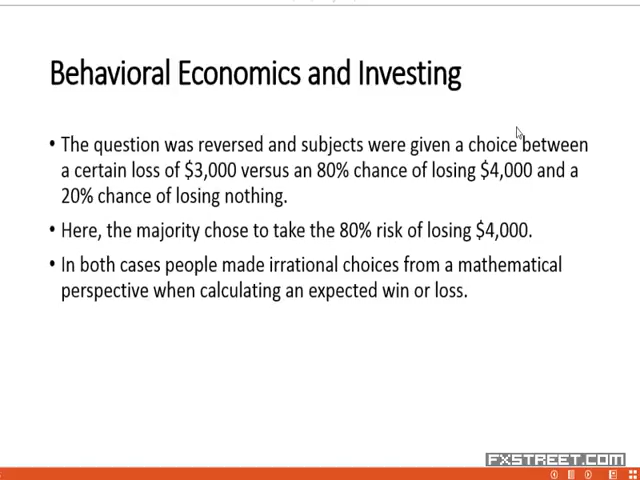 Behavioral Economics and Investing
• The question was reversed and subjects were given a choice between
a certain loss of $3,000 versus an 80% chance of losing $4,000 and a
20% chance of losing nothing.
• Here, the majority chose to take the 80% risk of losing $4,000.
• In both cases people made irrational choices from a mathematical
perspective when calculating an expected win or loss.
FXSTREET.COM